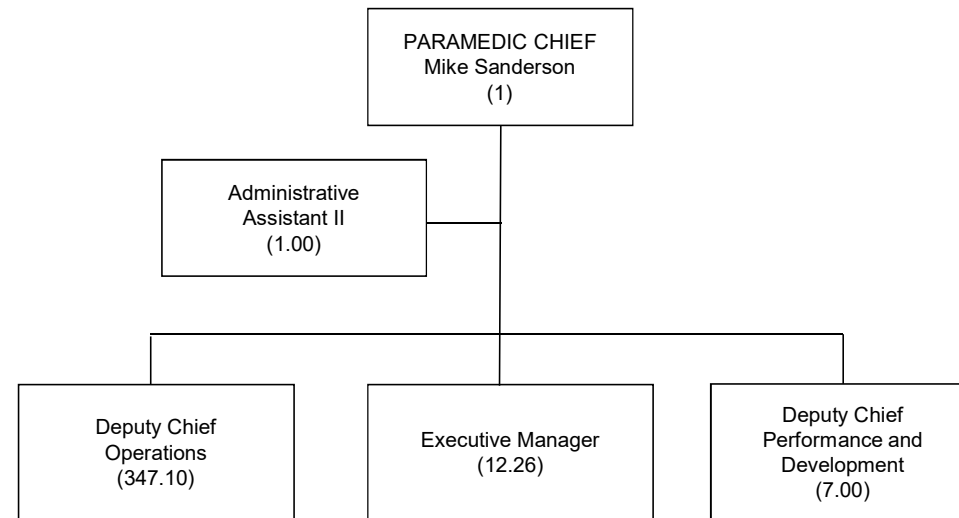 PARAMEDIC CHIEF
Mike Sanderson
(1)
Administrative
Assistant II
(1.00)
Deputy Chief
Operations
(347.10)
Executive Manager
(12.26)
Deputy Chief
Performance and
Development
(7.00)